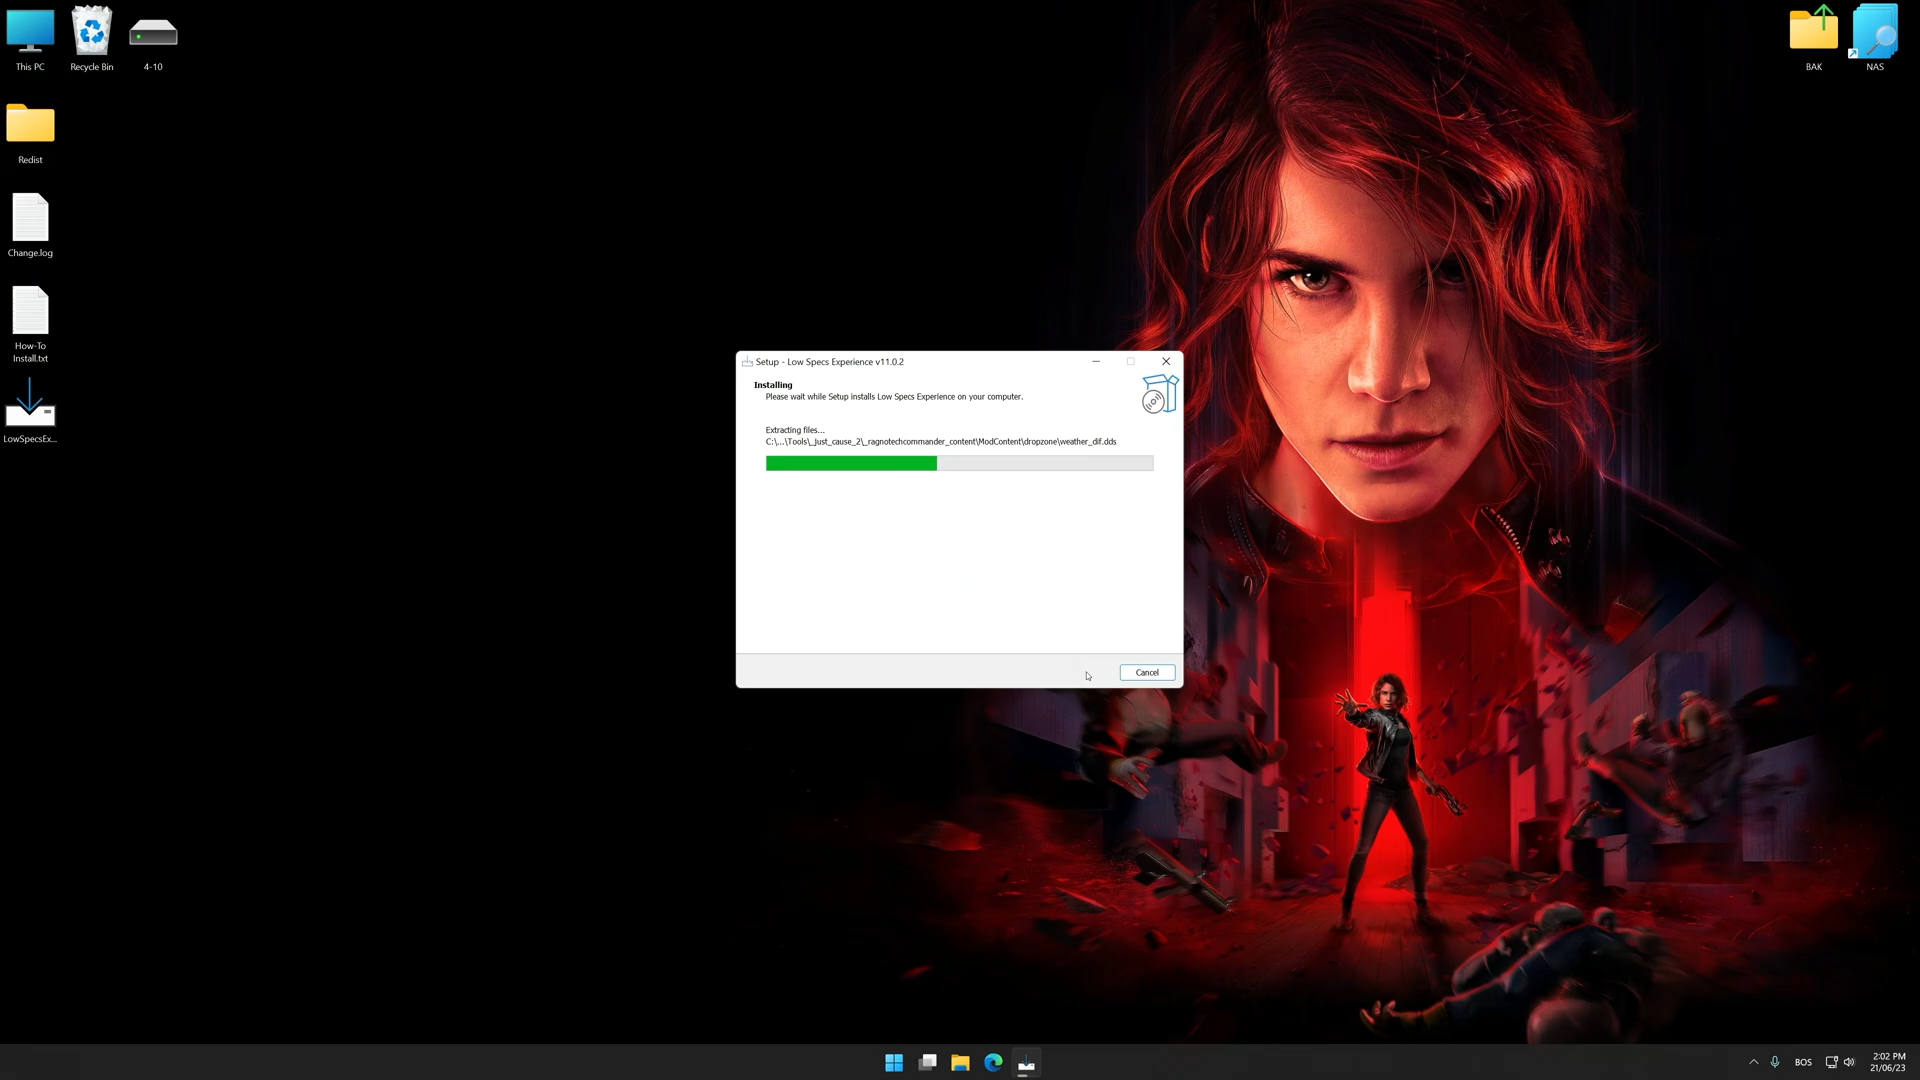 This PC
Recycle Bin
4-10
BAK
NAS
Redist
Change.log
How-To
Install.txt
LowSpecsEx...
Setup - Low Specs Experience v11.0.2
Installing
Please wait while Setup installs Low Specs Experience on your computer.
Extracting files...
C:\...\Tools\_just_cause_2\_ragnotechcommander_content\ModContent\dropzone\weather_dif.dds
Cancel
BOS
2:02 PM
21/06/23